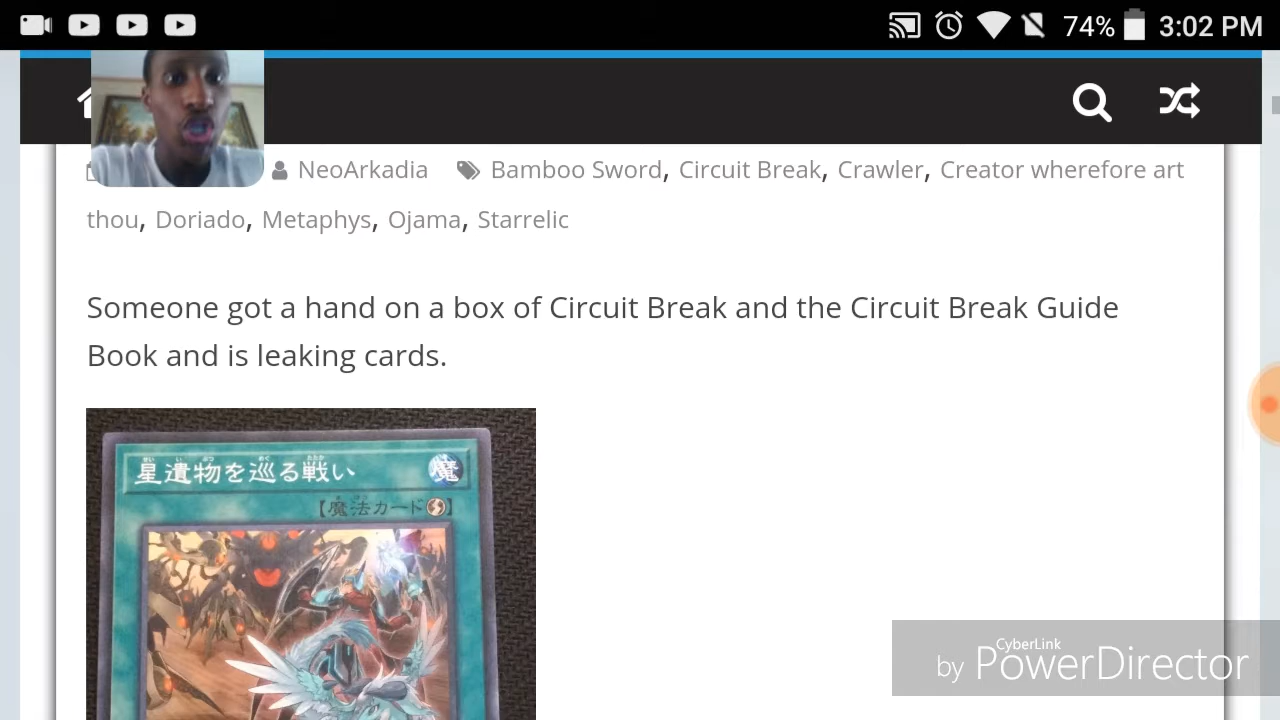 74% 3:02 PM
NeoArkadia Bamboo Sword, Circuit Break, Crawler, Creator wherefore art
thou, Doriado, Metaphys, Ojama, Starrelic
Someone got a hand on a box of Circuit Break and the Circuit Break Guide
Book and is leaking cards.
星遺物を巡る戦い 魔
【魔法カード】
CyberLink
by PowerDirector